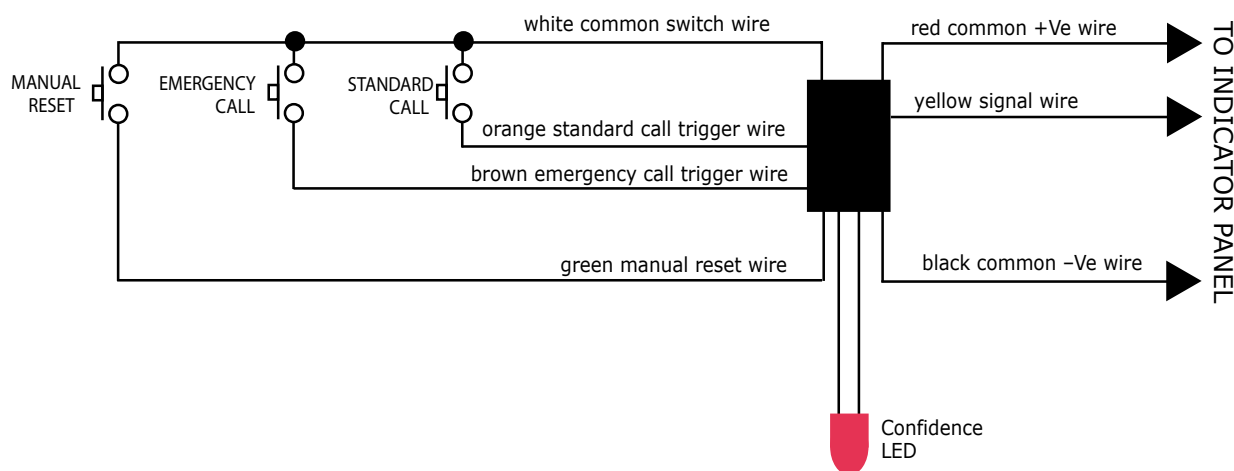 white common switch wire
red common +Ve wire
MANUAL
RESET
EMERGENCY
CALL
STANDARD
CALL
yellow signal wire
orange standard call trigger wire
brown emergency call trigger wire
green manual reset wire
black common –Ve wire
TO INDICATOR PANEL
Confidence
LED